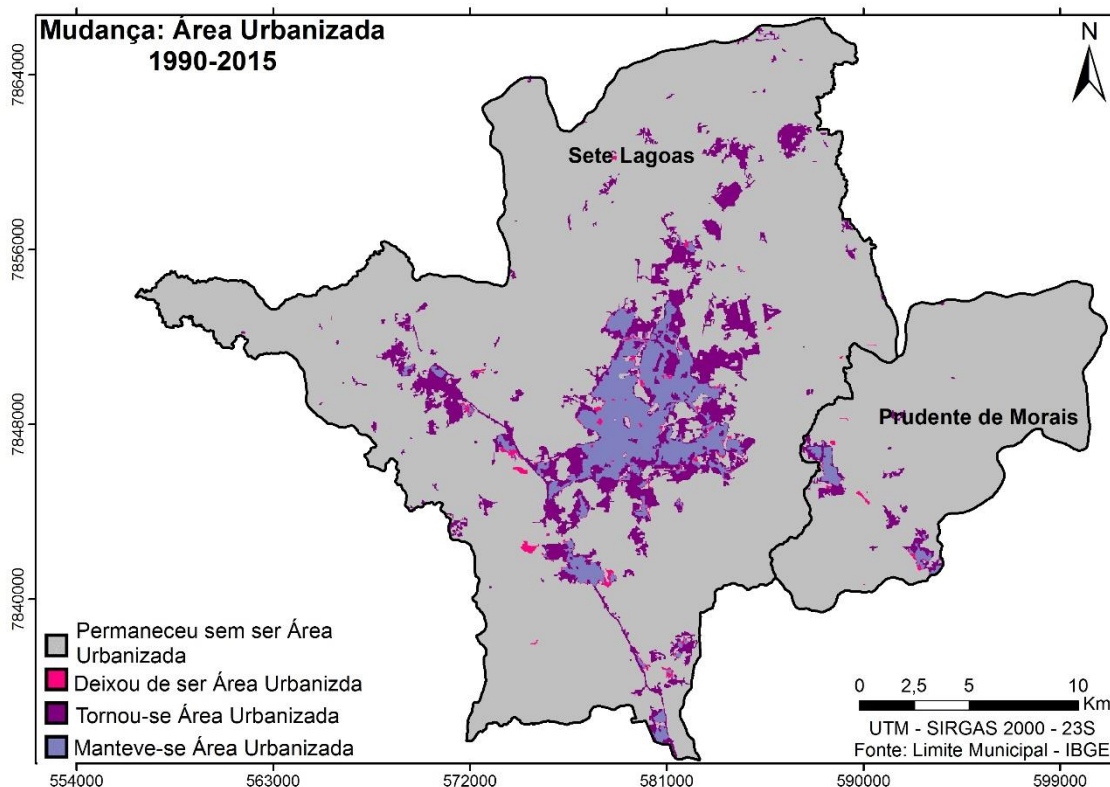 Mudança: Área Urbanizada
1990-2015
N
Sete Lagoas
Prudente de Morais
7864000
7856000
7848000
7840000
Permaneceu sem ser Área
Urbanizada
Deixou de ser Área Urbanizda
Tornou-se Área Urbanizada
Manteve-se Área Urbanizada
0 2,5 5 10
Km
UTM - SIRGAS 2000 - 23S
Fonte: Limite Municipal - IBGE
554000 563000 572000 581000 590000 599000